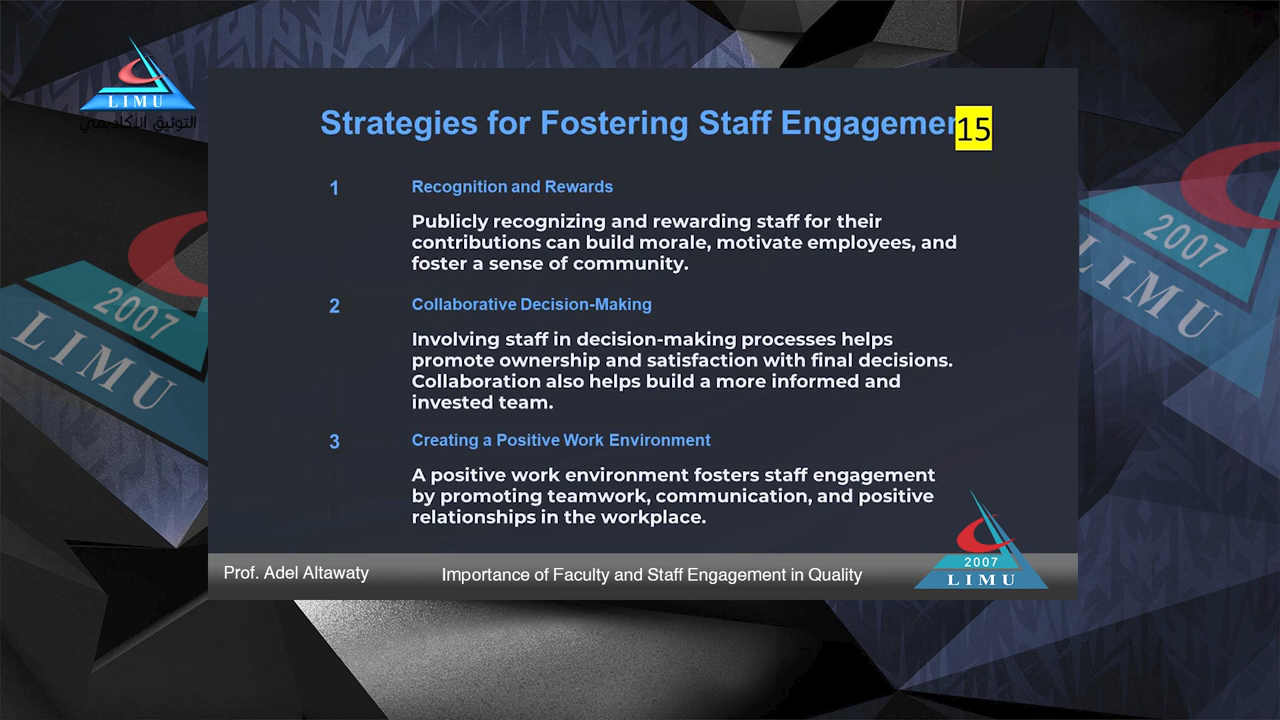 LIMU
التوثيق الأكاديمي
Strategies for Fostering Staff Engagemen
15
1
Recognition and Rewards
Publicly recognizing and rewarding staff for their
contributions can build morale, motivate employees, and
foster a sense of community.
2
Collaborative Decision-Making
Involving staff in decision-making processes helps
promote ownership and satisfaction with final decisions.
Collaboration also helps build a more informed and
invested team.
3
Creating a Positive Work Environment
A positive work environment fosters staff engagement
by promoting teamwork, communication, and positive
relationships in the workplace.
Prof. Adel Altawaty
Importance of Faculty and Staff Engagement in Quality
2007
LIMU
2007
LIMU
2007
LIMU